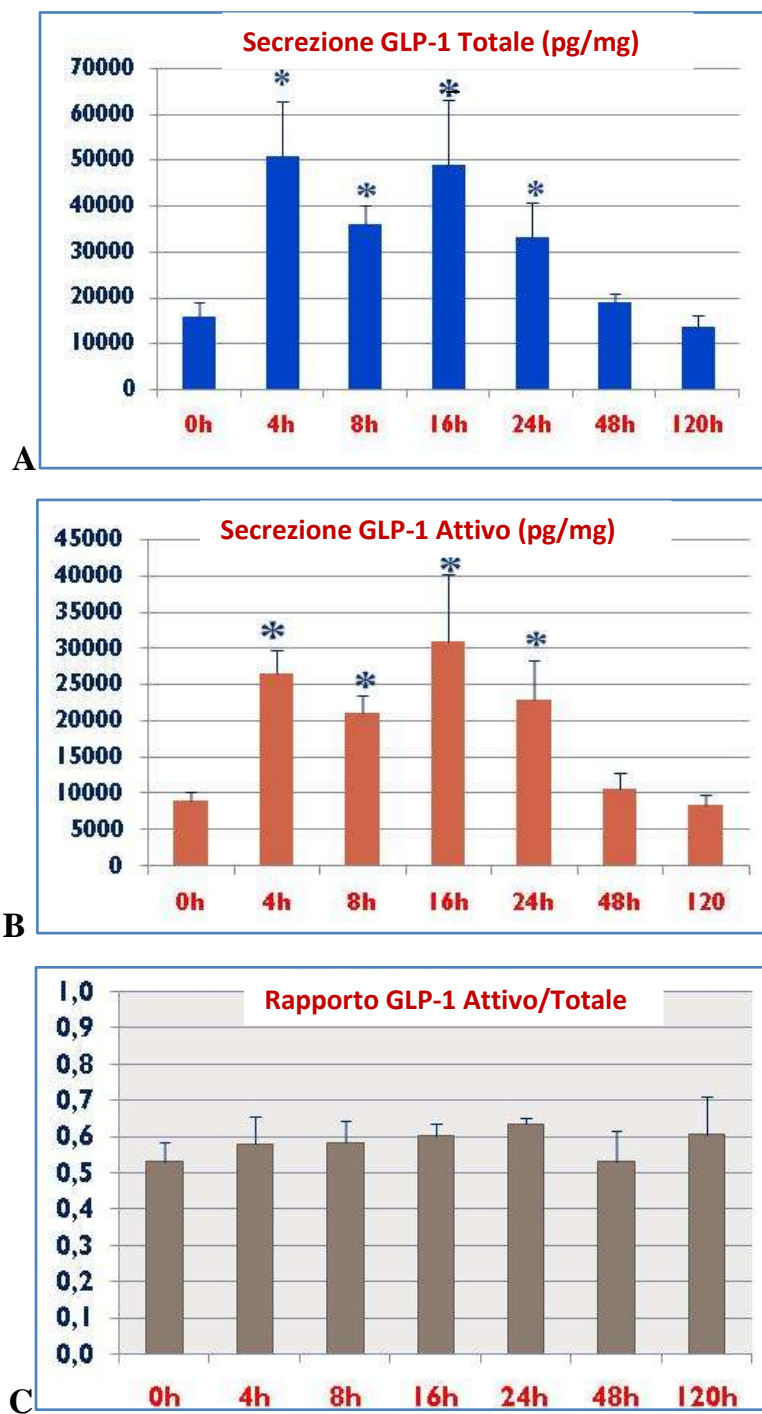 Secrezione GLP-1 Totale (pg/mg)
70000
60000
50000
40000
30000
20000
10000
0
* * * *
0h 4h 8h 16h 24h 48h 120h
A
Secrezione GLP-1 Attivo (pg/mg)
45000
40000
35000
30000
25000
20000
15000
10000
5000
0
* * * *
0h 4h 8h 16h 24h 48h 120
B
Rapporto GLP-1 Attivo/Totale
1,0
0,9
0,8
0,7
0,6
0,5
0,4
0,3
0,2
0,1
0,0
0h 4h 8h 16h 24h 48h 120h
C